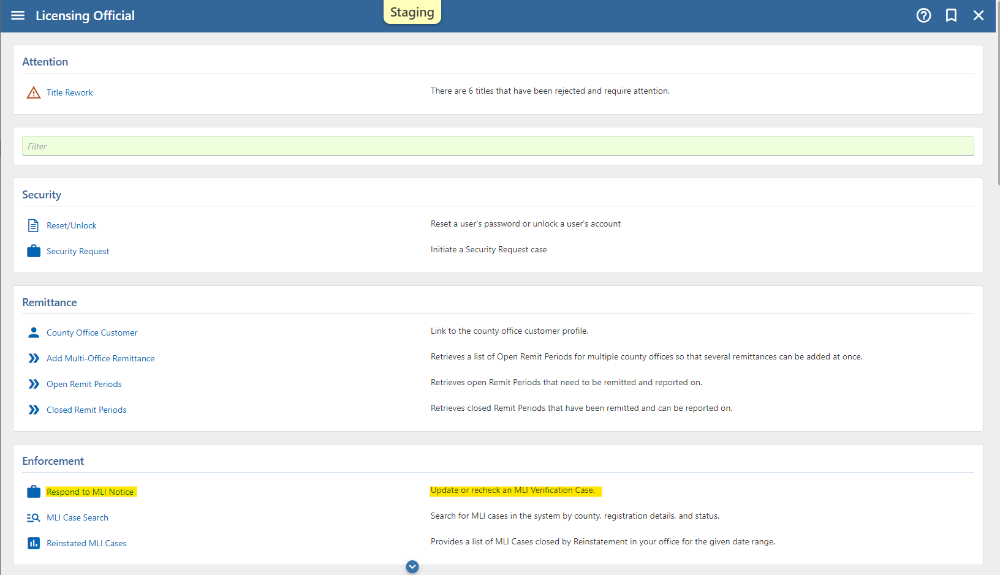 Licensing Official
Staging
Attention
Title Rework There are 6 titles that have been rejected and require attention.
Filter
Security
Reset/Unlock Reset a user's password or unlock a user's account
Security Request Initiate a Security Request case
Remittance
County Office Customer Link to the county office customer profile.
Add Multi-Office Remittance Retrieves a list of Open Remit Periods for multiple county offices so that several remittances can be added at once.
Open Remit Periods Retrieves open Remit Periods that need to be remitted and reported on.
Closed Remit Periods Retrieves closed Remit Periods that have been remitted and can be reported on.
Enforcement
Respond to MLI Notice Update or recheck an MLI Verification Case.
MLI Case Search Search for MLI cases in the system by county, registration details, and status.
Reinstated MLI Cases Provides a list of MLI Cases closed by Reinstatement in your office for the given date range.